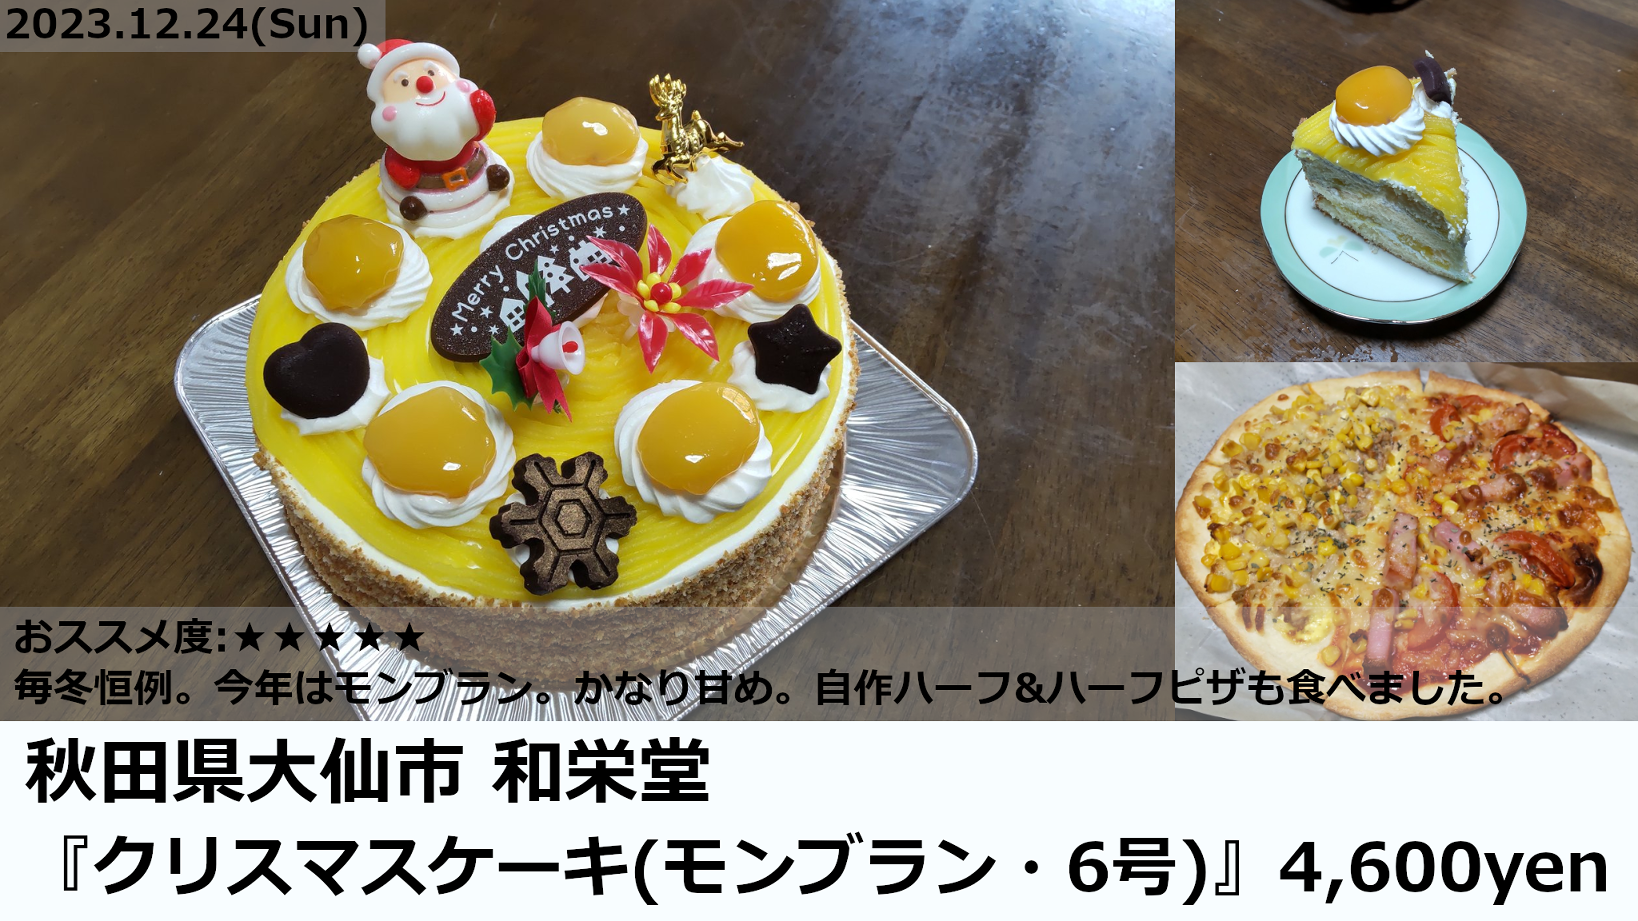 2023.12.24(Sun)
Merry Christmas
おススメ度:★★★★★
毎冬恒例。今年はモンブラン。かなり甘め。自作ハーフ&ハーフピザも食べました。
秋田県大仙市 和栄堂
『クリスマスケーキ(モンブラン・6号)』4,600yen